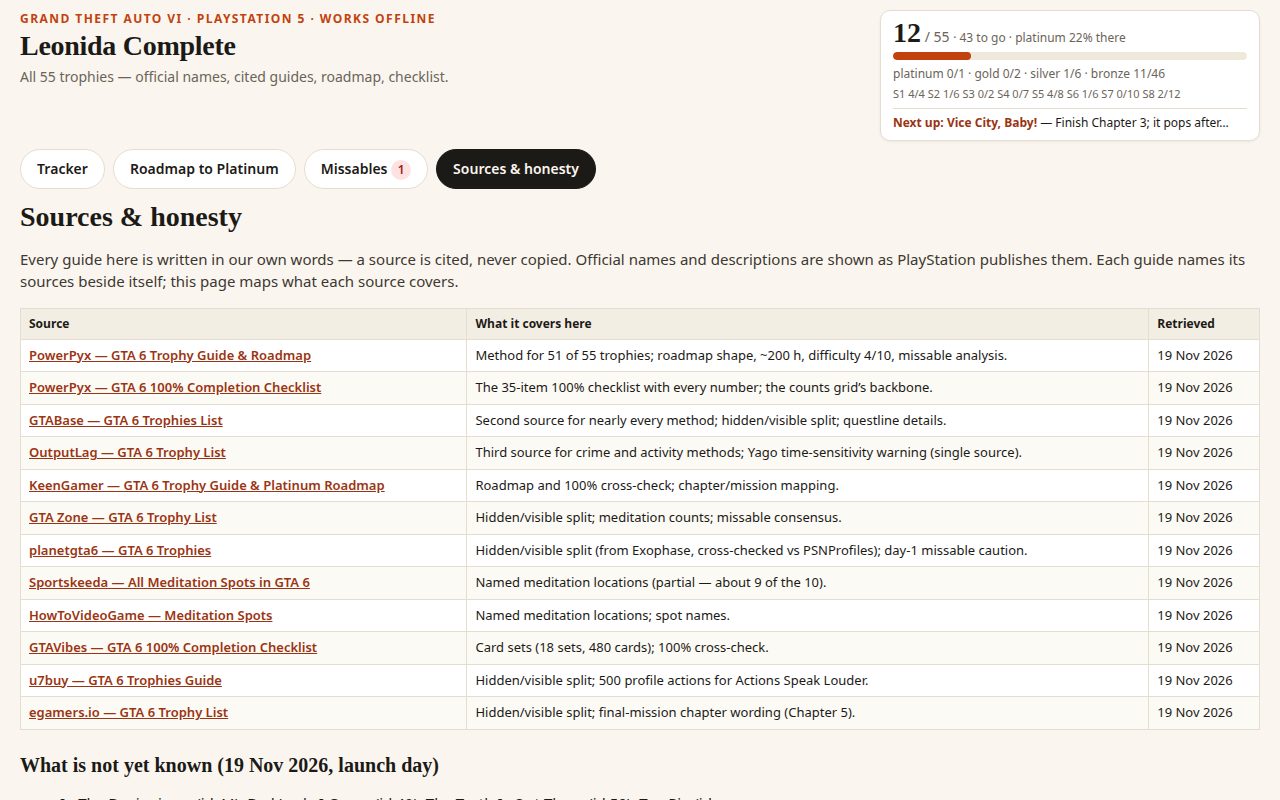 GRAND THEFT AUTO VI · PLAYSTATION 5 · WORKS OFFLINE
Leonida Complete
All 55 trophies — official names, cited guides, roadmap, checklist.
12 / 55 · 43 to go · platinum 22% there
platinum 0/1 · gold 0/2 · silver 1/6 · bronze 11/46
S1 4/4 S2 1/6 S3 0/2 S4 0/7 S5 4/8 S6 1/6 S7 0/10 S8 2/12
Next up: Vice City, Baby! — Finish Chapter 3; it pops after…
Tracker
Roadmap to Platinum
Missables 1
Sources & honesty
Sources & honesty
Every guide here is written in our own words — a source is cited, never copied. Official names and descriptions are shown as PlayStation publishes them. Each guide names its
sources beside itself; this page maps what each source covers.
Source What it covers here Retrieved
PowerPyx — GTA 6 Trophy Guide & Roadmap Method for 51 of 55 trophies; roadmap shape, ~200 h, difficulty 4/10, missable analysis. 19 Nov 2026
PowerPyx — GTA 6 100% Completion Checklist The 35-item 100% checklist with every number; the counts grid’s backbone. 19 Nov 2026
GTABase — GTA 6 Trophies List Second source for nearly every method; hidden/visible split; questline details. 19 Nov 2026
OutputLag — GTA 6 Trophy List Third source for crime and activity methods; Yago time-sensitivity warning (single source). 19 Nov 2026
KeenGamer — GTA 6 Trophy Guide & Platinum Roadmap Roadmap and 100% cross-check; chapter/mission mapping. 19 Nov 2026
GTA Zone — GTA 6 Trophy List Hidden/visible split; meditation counts; missable consensus. 19 Nov 2026
planetgta6 — GTA 6 Trophies Hidden/visible split (from Exophase, cross-checked vs PSNProfiles); day-1 missable caution. 19 Nov 2026
Sportskeeda — All Meditation Spots in GTA 6 Named meditation locations (partial — about 9 of the 10). 19 Nov 2026
HowToVideoGame — Meditation Spots Named meditation locations; spot names. 19 Nov 2026
GTAVibes — GTA 6 100% Completion Checklist Card sets (18 sets, 480 cards); 100% cross-check. 19 Nov 2026
u7buy — GTA 6 Trophies Guide Hidden/visible split; 500 profile actions for Actions Speak Louder. 19 Nov 2026
egamers.io — GTA 6 Trophy List Hidden/visible split; final-mission chapter wording (Chapter 5). 19 Nov 2026
What is not yet known (19 Nov 2026, launch day)